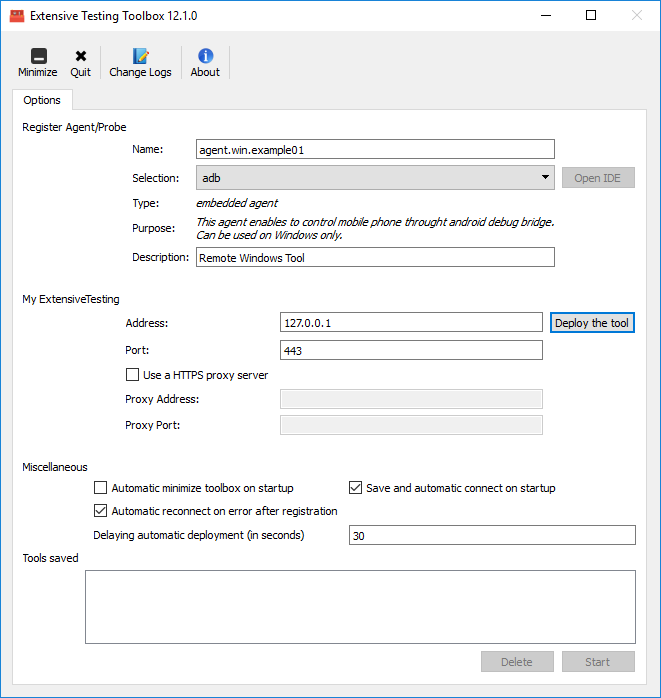 Extensive Testing Toolbox 12.1.0
Minimize Quit Change Logs About
Options
Register Agent/Probe
Name: agent.win.example01
Selection: adb Open IDE
Type: embedded agent
Purpose: This agent enables to control mobile phone throught android debug bridge.
Can be used on Windows only.
Description: Remote Windows Tool
My ExtensiveTesting
Address: 127.0.0.1 Deploy the tool
Port: 443
Use a HTTPS proxy server
Proxy Address:
Proxy Port:
Miscellaneous
Automatic minimize toolbox on startup Save and automatic connect on startup
Automatic reconnect on error after registration
Delaying automatic deployment (in seconds) 30
Tools saved
Delete Start